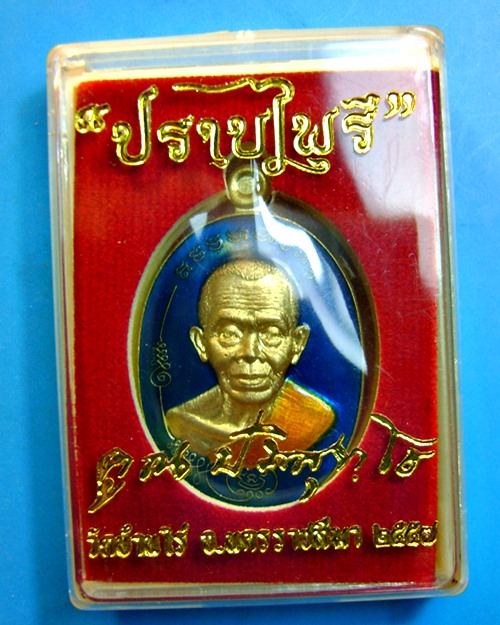 “ปราบไพรี”
คูณ ปริสุทฺโธ
วัดบ้านไร่ จ.นครราชสีมา ๒๕๕๗